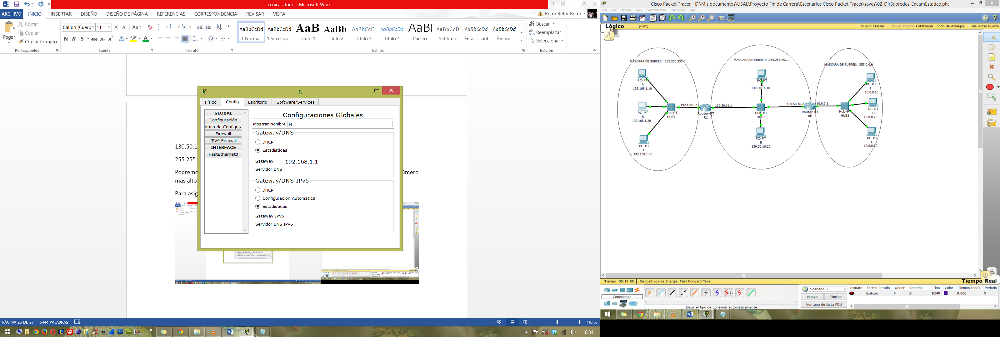 cosicas.docx - Microsoft Word
ARCHIVO INICIO INSERTAR DISEÑO DISEÑO DE PÁGINA REFERENCIAS CORRESPONDENCIA REVISAR VISTA
Retor Retor Retor
Pegar
Cortar
Copiar
Copiar formato
Portapapeles
Calibri (Cuerp 11
N K S abc x₂ x²
Fuente
Párrafo
AaBbCcDd AaBbCcDd AaB AaBb AaBbCcD AaBbCcDd AaB AaBbCcD AaBbCcDd AaBbCcDd
¶ Normal ¶ Sin espa... Título 1 Título 2 Título 3 Título 4 Puesto Subtítulo Énfasis sutil Énfasis
Estilos
Buscar
Reemplazar
Seleccionar
Edición
130.50.1
255.255.
Podremo
úmero
más alto
Para asig
B
Físico Config Escritorio Software/Services
GLOBAL
Configuración
ritmo de Configura
Firewall
IPV6 Firewall
INTERFACE
FastEthernet0
Configuraciones Globales
Mostrar Nombre B
Gateway/DNS
DHCP
Estadísticas
Gateway 192.168.1.1
Servidor DNS
Gateway/DNS IPv6
DHCP
Configuración Automática
Estadísticas
Gateway IPv6
Servidor DNS IPv6
PÁGINA 26 DE 27 5444 PALABRAS
110 %
18:34
Cisco Packet Tracer - D:\Mis documentos\USAL\Proyecto Fin de Carrera\Escenarios Cisco Packet Tracer\saves\02-DirSubredes_EncamEstatico.pkt
File Edit Options View Herramientas Extensions Help
Lógico [Raíz] Nuevo Cluster Mover Objeto Establecer Fondo de Azulejos Visualizar Puerto
MÁSCARA DE SUBRED: 255.255.255.0
PC-PT
A
192.168.1.10
PC-PT
B
192.168.1.20
PC-PT
C
192.168.1.30
Hub-PT
HUB1
192.168.1.1
Router-PT
R1
130.50.16.1
MÁSCARA DE SUBRED: 255.255.252.0
PC-PT
D
130.50.16.10
Hub-PT
HUB2
PC-PT
E
130.50.16.20
130.50.16.2
Router-PT
R2
10.0.0.1
MÁSCARA DE SUBRED: 255.0.0.0
Hub-PT
HUB3
PC-PT
F
10.0.0.10
PC-PT
G
10.0.0.20
PC-PT
H
10.0.0.30
Tiempo: 00:18:55 Dispositivos de Energía Fast Forward Time
Tiempo Real
Conexiones
Elegir el tipo de conexión automáticamente
Scenario 0
Nuevo Eliminar
Ventana de Lista PDU
Disparo Último Estado Origen Destino Tipo Color Tiempo (seg) Periodo
Exitoso F G ICMP 0.000 N